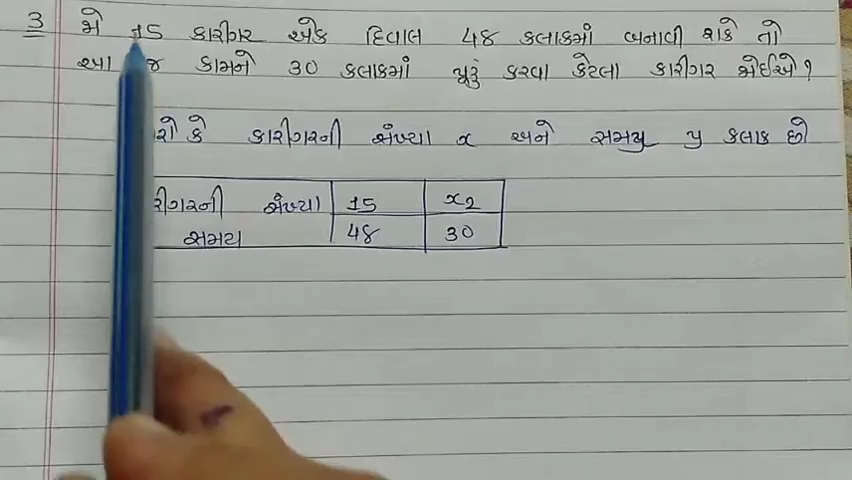 3 જો 15 કારીગર એક દિવાલ 48 કલાકમાં બનાવી શકે તો
આ જ કામને 30 કલાકમાં પૂરું કરવા કેટલા કારીગર જોઈએ?
કે કારીગરની સંખ્યા x અને સમય y કલાક છે
સંખ્યા 15 x₂
સમય 48 30